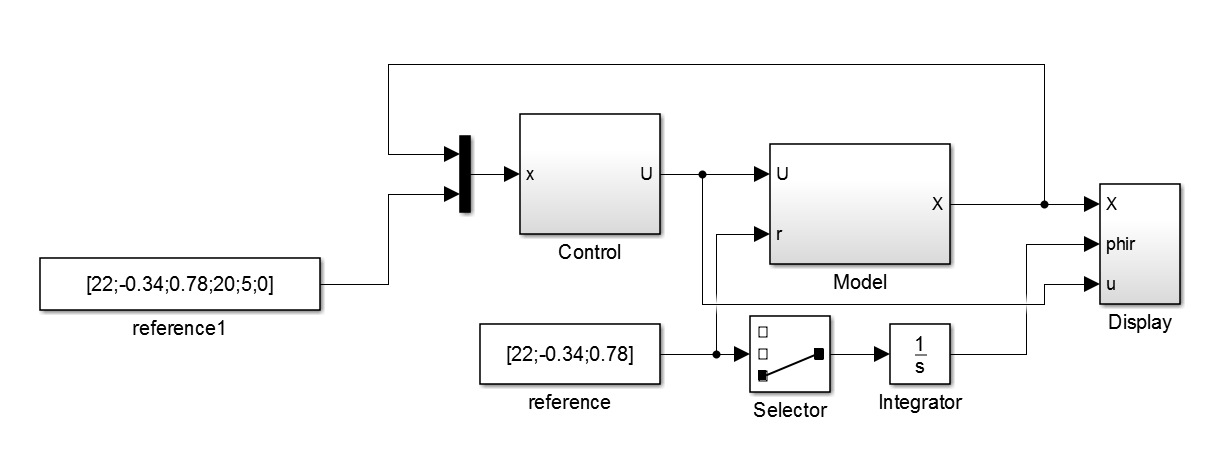 x
U
Control
U
r
X
Model
X
phir
u
Display
[22;-0.34;0.78;20;5;0]
reference1
[22;-0.34;0.78]
reference
Selector
1
s
Integrator